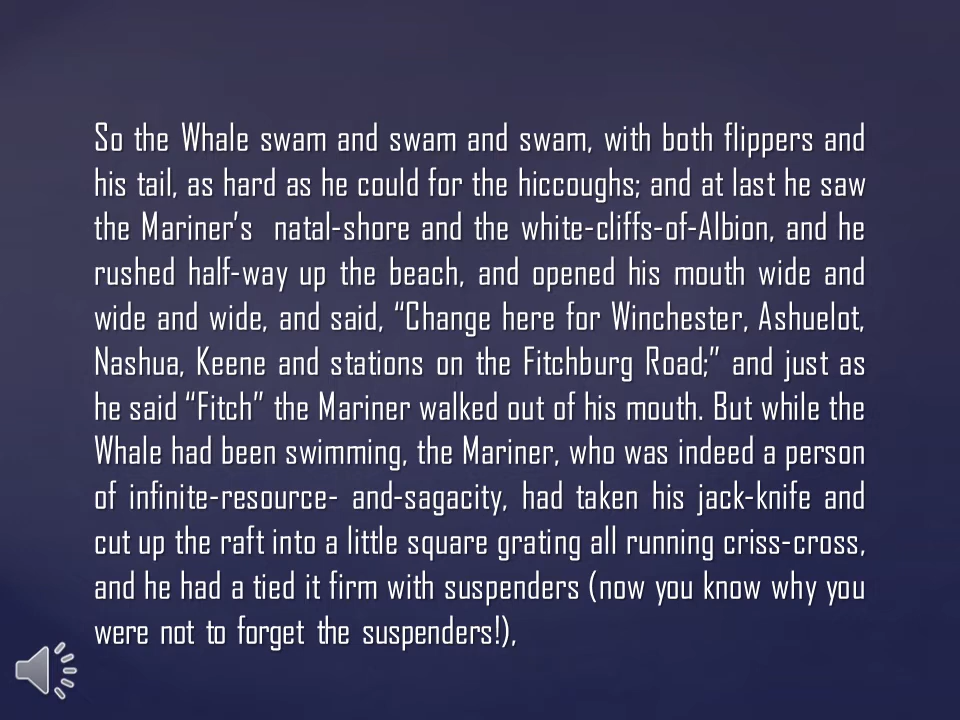 So the Whale swam and swam and swam, with both flippers and
his tail, as hard as he could for the hiccoughs; and at last he saw
the Mariner’s  natal-shore and the white-cliffs-of-Albion, and he
rushed half-way up the beach, and opened his mouth wide and
wide and wide, and said, “Change here for Winchester, Ashuelot,
Nashua, Keene and stations on the Fitchburg Road;” and just as
he said “Fitch” the Mariner walked out of his mouth. But while the
Whale had been swimming, the Mariner, who was indeed a person
of infinite-resource- and-sagacity, had taken his jack-knife and
cut up the raft into a little square grating all running criss-cross,
and he had a tied it firm with suspenders (now you know why you
were not to forget the suspenders!),